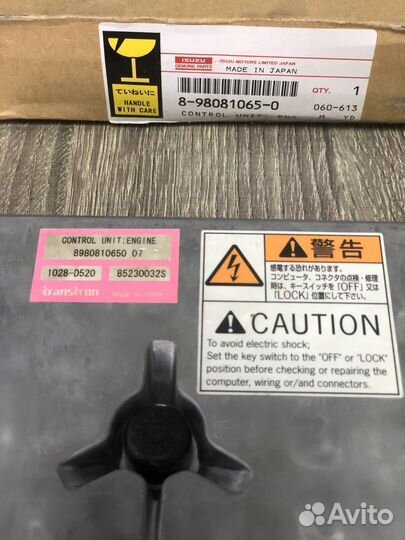 ていねいに
HANDLE
WITH CARE
ISUZU
GENUINE PARTS
ISUZU MOTORS LIMITED JAPAN
MADE IN JAPAN
8-98081065-0
QTY. 1
060-613
CONTROL UNIT: ENG M YD
CONTROL UNIT:ENGINE
8980810650 07
1028-0520 85230032S
transtron MADE IN JAPAN
警告
感電する恐れがあります。
コンピュータ、コネクタの点検・修理
時は、キースイッチを「OFF」又は
「LOCK」位置にして下さい。
CAUTION
To avoid electric shock;
Set the key switch to the "OFF" or "LOCK"
position before checking or repairing the
computer, wiring or/and connectors.
Avito